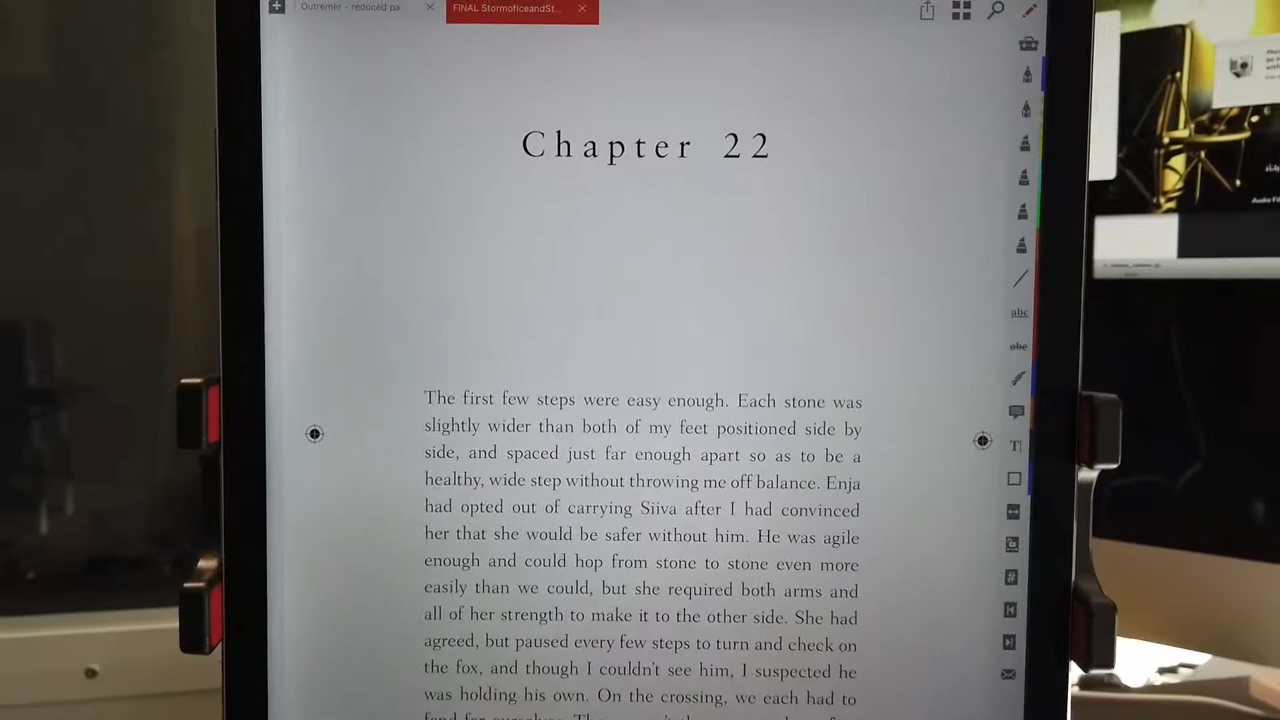 Outremer - reduced pa
FINAL StormofIceandSt...
Chapter 22
The first few steps were easy enough. Each stone was
slightly wider than both of my feet positioned side by
side, and spaced just far enough apart so as to be a
healthy, wide step without throwing me off balance. Enja
had opted out of carrying Siiva after I had convinced
her that she would be safer without him. He was agile
enough and could hop from stone to stone even more
easily than we could, but she required both arms and
all of her strength to make it to the other side. She had
agreed, but paused every few steps to turn and check on
the fox, and though I couldn't see him, I suspected he
was holding his own. On the crossing, we each had to
abc
abc
T
#